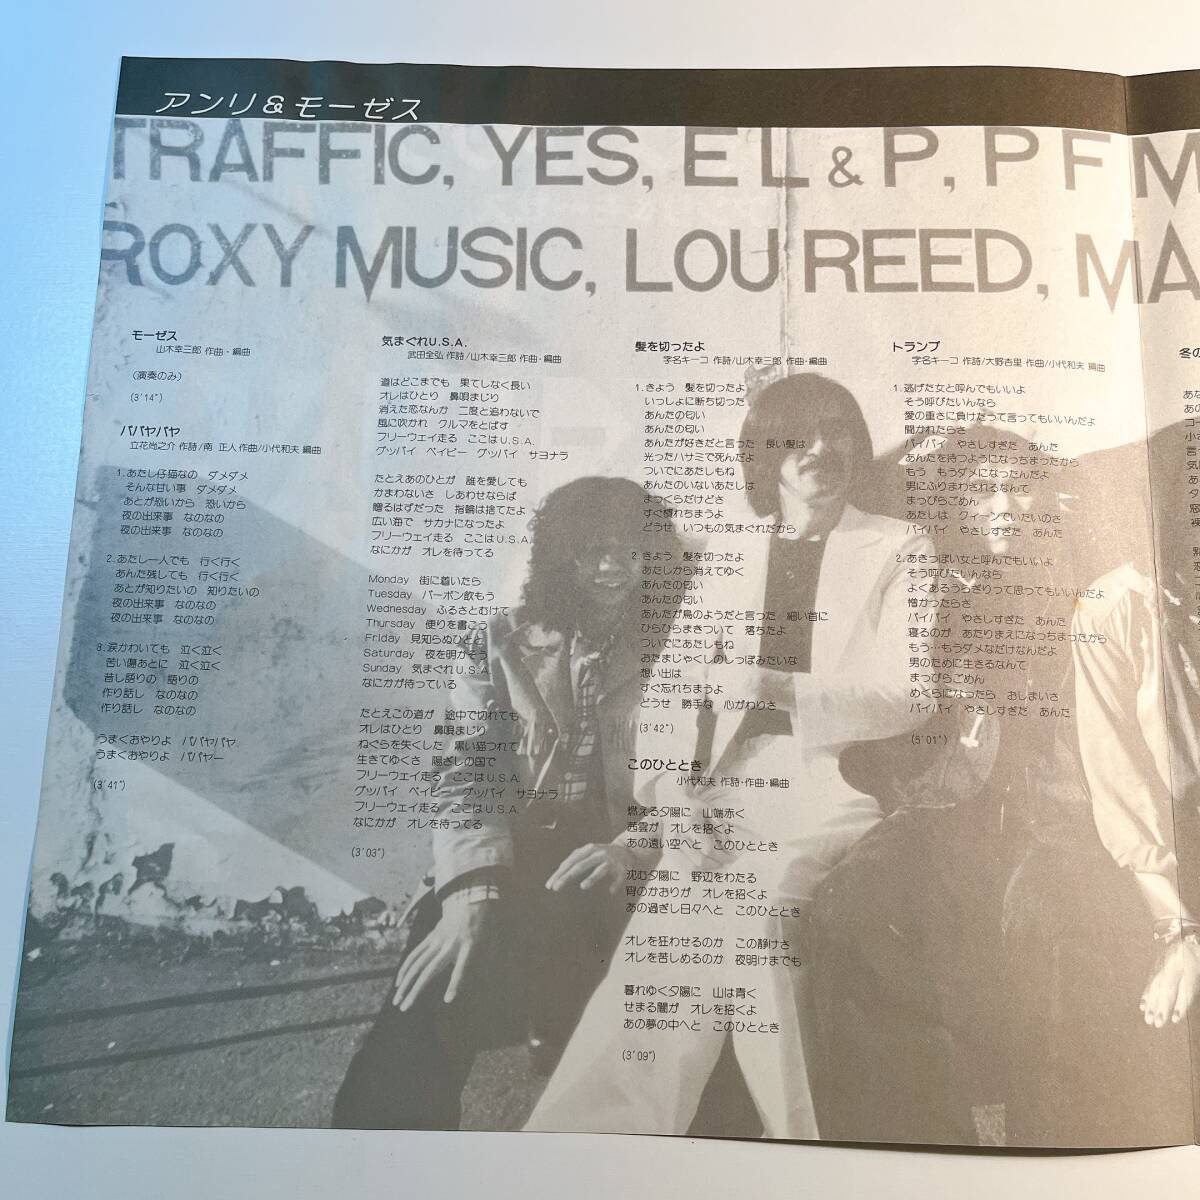 アンリ&モーゼス
TRAFFIC, YES, E L & P, P F M
ROXY MUSIC, LOU REED, MA
モーゼス
山木幸三郎 作曲・編曲
(演奏のみ)
(3'14")
パパヤパヤ
立花尚之介 作詩/南 正人 作曲/小代和夫 編曲
1.あたし仔猫なの ダメダメ
そんな甘い事 ダメダメ
あとが恐いから 恐いから
夜の出来事 なのなの
夜の出来事 なのなの
2.あたし一人でも 行く行く
あんた残しても 行く行く
あとが知りたいの 知りたいの
夜の出来事 なのなの
夜の出来事 なのなの
3.涙かわいても 泣く泣く
苦い陽あとに 泣く泣く
昔し語りの 語りの
作り話し なのなの
作り話し なのなの
うまくおやりよ パパヤパヤ
うまくおやりよ パパヤー
(3'41")
気まぐれU.S.A.
武田全弘 作詩/山木幸三郎 作曲・編曲
道はどこまでも 果てしなく長い
オレはひとり 鼻唄まじり
消えた恋なんか 二度と追わないで
風に吹かれ クルマをとばす
フリーウェイ走る ここはU.S.A.
グッバイ ベイビー グッバイ サヨナラ
たとえあのひとが 誰を愛しても
かまわないさ しあわせならば
贈るはずだった 指輪は捨てたよ
広い海で サカナになったよ
フリーウェイ走る ここはU.S.A.
なにかが オレを待ってる
Monday 街に着いたら
Tuesday バーボン飲もう
Wednesday ふるさとむけて
Thursday 便りを書こう
Friday 見知らぬひとと
Saturday 夜を明かそう
Sunday 気まぐれU.S.A.
なにかが待っている
たとえこの道が 途中で切れても
オレはひとり 鼻唄まじり
ねぐらを失くした 黒い猫つれて
生きてゆくさ 陽ざしの国で
フリーウェイ走る ここはU.S.A.
グッバイ ベイビー グッバイ サヨナラ
フリーウェイ走る ここはU.S.A.
なにかが オレを待ってる
(3'03")
髪を切ったよ
字名キーコ 作詩/山木幸三郎 作曲・編曲
1.きょう 髪を切ったよ
いっしょに断ち切った
あんたの匂い
あんたの匂い
あんたが好きだと言った 長い髪は
光ったハサミで死んだよ
ついでにあたしもね
あんたのいないあたしは
まっくらだけどさ
すぐ慣れちまうよ
どうせ いつもの気まぐれだから
2.きょう 髪を切ったよ
あたしから消えてゆく
あんたの匂い
あんたの匂い
あんたが鳥のようだと言った 細い首に
ひらひらまきついて 落ちたよ
ついでにあたしもね
おたまじゃくしのしっぽみたいな
想い出は
すぐ忘れちまうよ
どうせ 勝手な 心がわりさ
(3'42")
このひととき
小代和夫 作詩・作曲・編曲
燃える夕陽に 山端赤く
茜雲が オレを招くよ
あの遠い空へと このひととき
沈む夕陽に 野辺をわたる
宵のかおりが オレを招くよ
あの過ぎし日々へと このひととき
オレを狂わせるのか この静けさ
オレを苦しめるのか 夜明けまでも
暮れゆく夕陽に 山は青く
せまる闇が オレを招くよ
あの夢の中へと このひととき
(3'09")
トランプ
字名キーコ 作詩/大野杏里 作曲/小代和夫 編曲
1.逃げた女と呼んでもいいよ
そう呼びたいんなら
愛の重さに負けたって言ってもいいんだよ
聞かれたらさ
バイバイ やさしすぎた あんた
あんたを待つようになっちまったから
もう もうダメになったんだよ
男にふりまわされるなんて
まっぴらごめん
あたしは クィーンでいたいのさ
バイバイ やさしすぎた あんた
2.あきっぽい女と呼んでもいいよ
そう呼びたいんなら
よくあるうらぎりって思ってもいいんだよ
憎かったらさ
バイバイ やさしすぎた あんた
寝るのが あたりまえになっちまったから
もう…もうダメなだけなんだよ
男のために生きるなんて
まっぴらごめん
めくらになったら おしまいさ
バイバイ やさしすぎた あんた
(5'01")
冬の